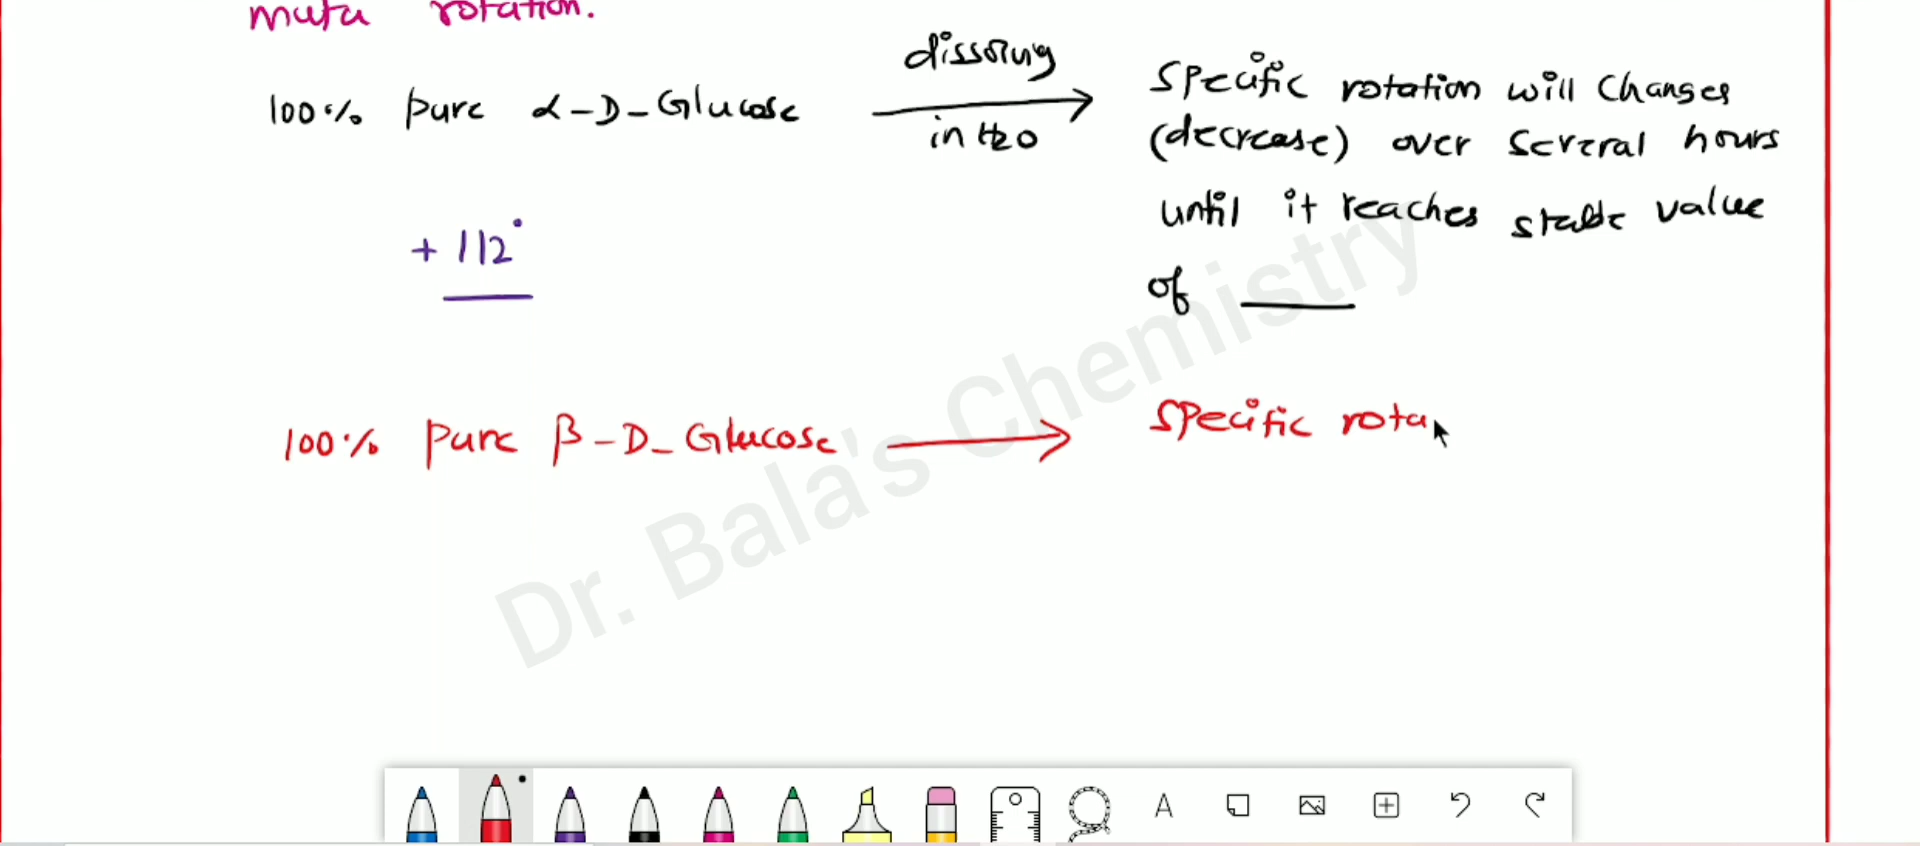 muta rotation.
100% pure α-D-Glucose dissolving in H2O Specific rotation will Changes
(decrease) over several hours
until it reaches stable value
+112°
of ____
100% pure β-D-Glucose → Specific rota
Dr. Bala's Chemistry
A